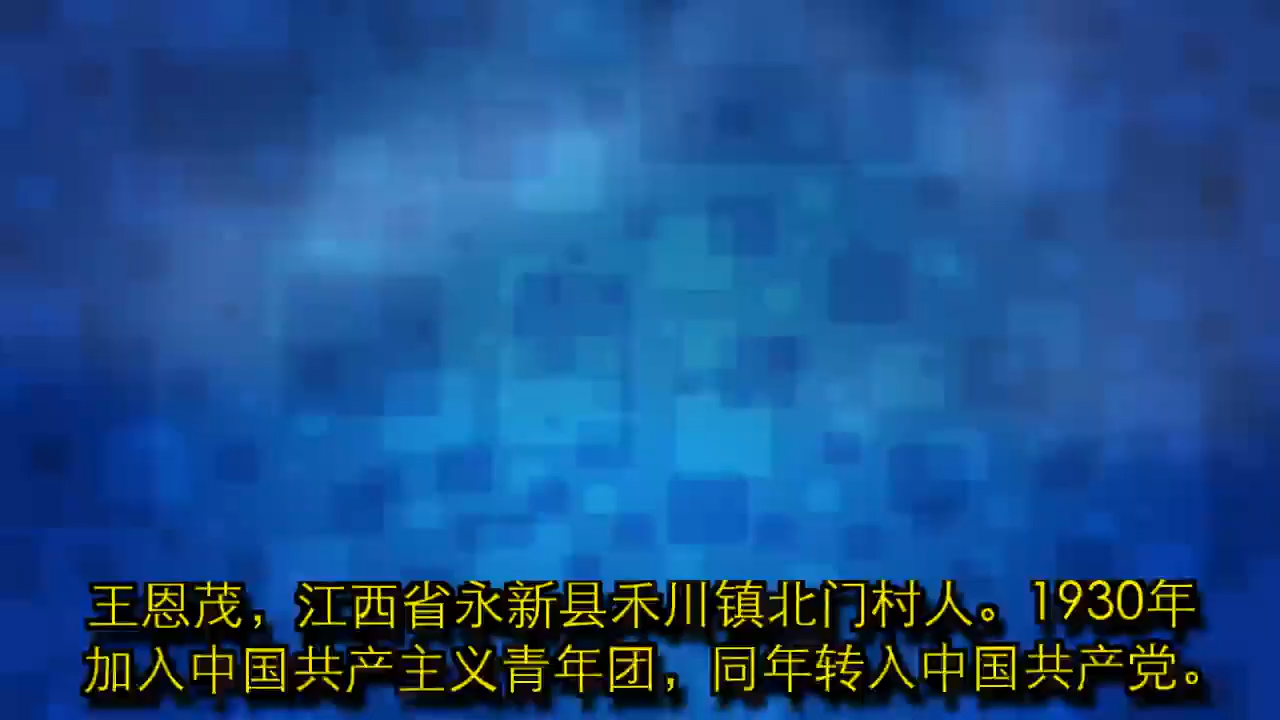 王恩茂，江西省永新县禾川镇北门村人。1930年
加入中国共产主义青年团，同年转入中国共产党。